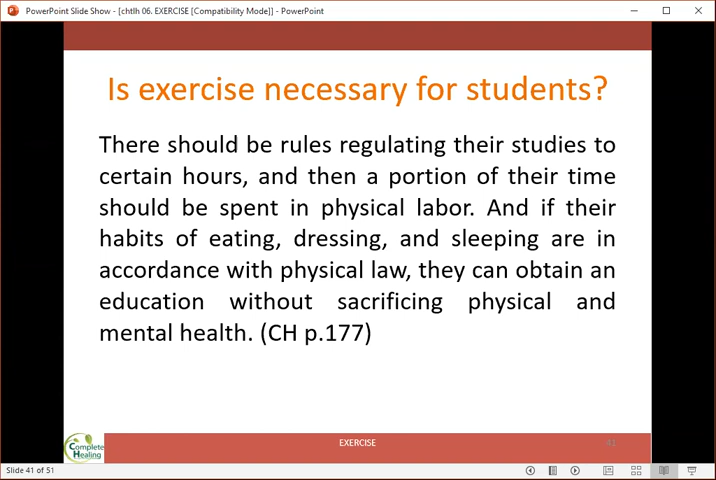 PowerPoint Slide Show - [chtlh 06. EXERCISE [Compatibility Mode]] - PowerPoint
Is exercise necessary for students?
There should be rules regulating their studies to
certain hours, and then a portion of their time
should be spent in physical labor. And if their
habits of eating, dressing, and sleeping are in
accordance with physical law, they can obtain an
education without sacrificing physical and
mental health. (CH p.177)
Complete
Healing
EXERCISE
41
Slide 41 of 51